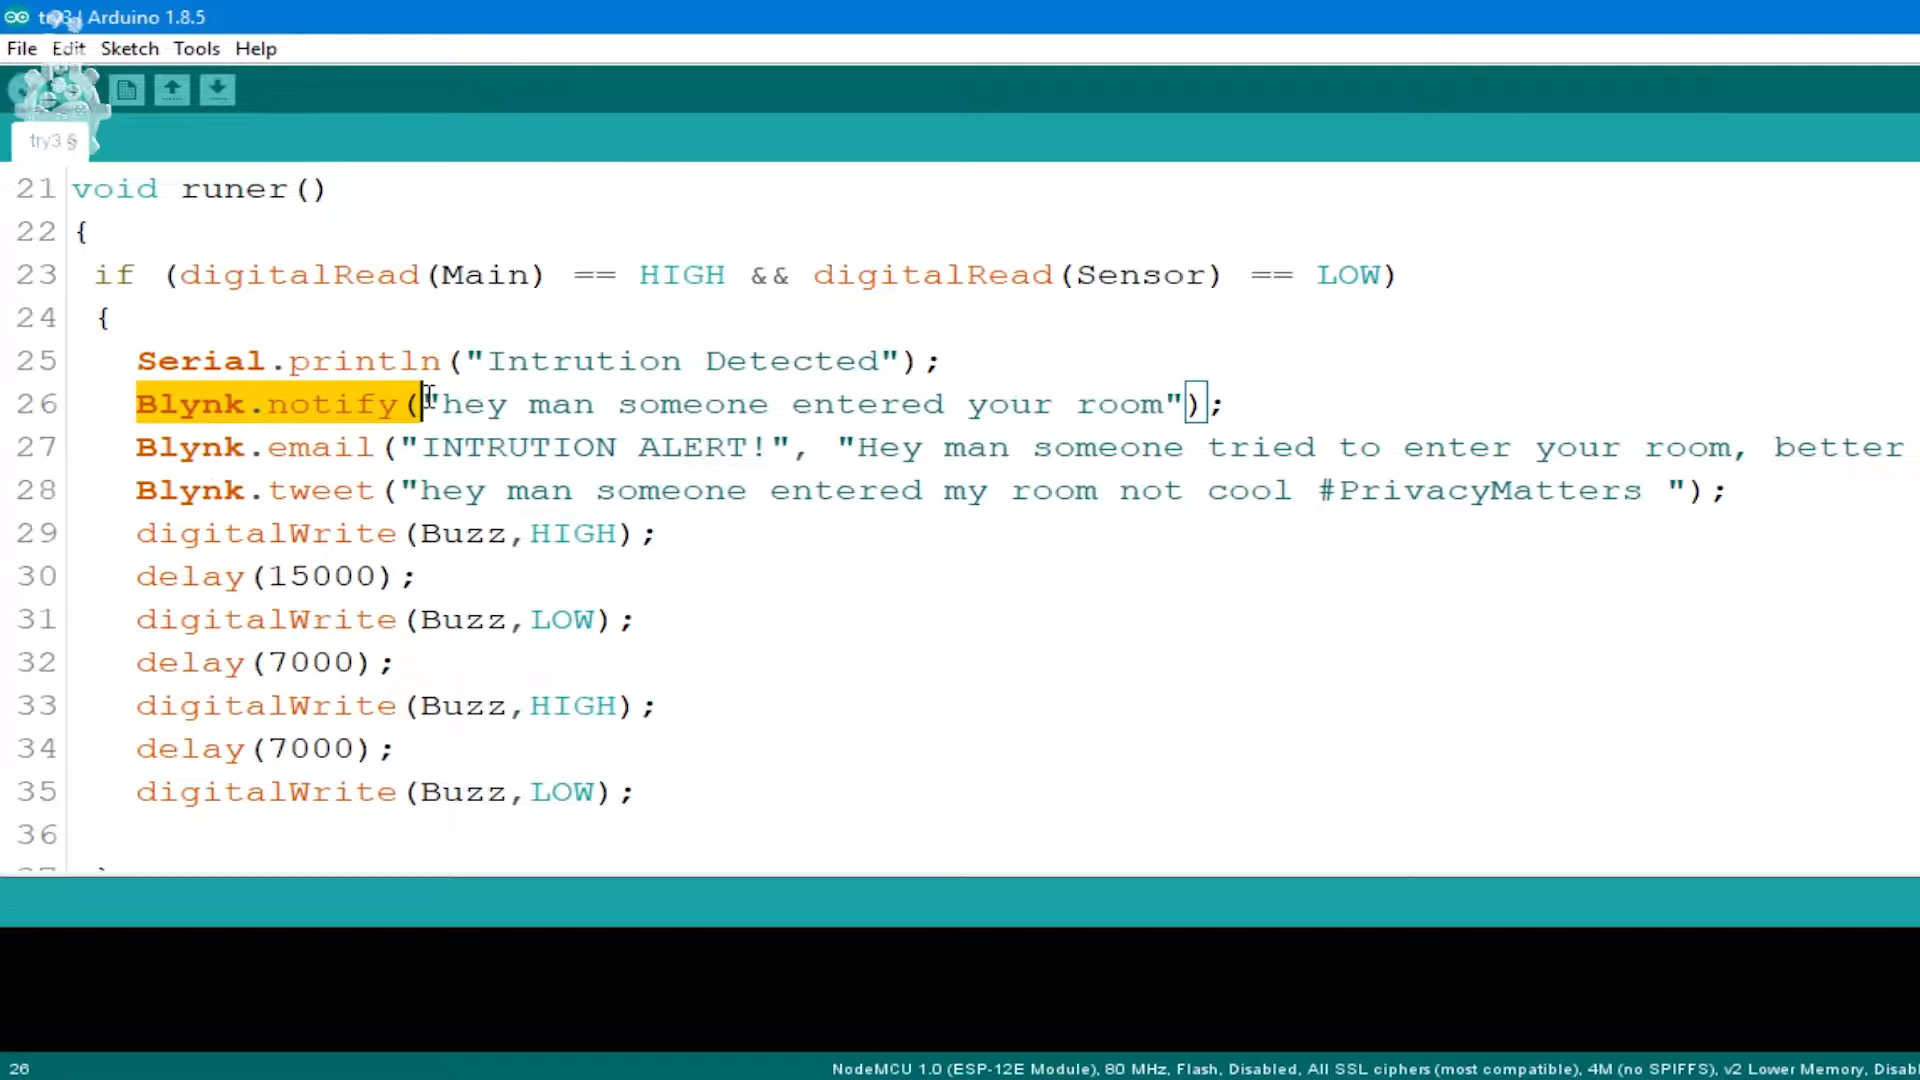 try3 | Arduino 1.8.5
File Edit Sketch Tools Help
try3 §
21 void runer()
22 {
23 if (digitalRead(Main) == HIGH && digitalRead(Sensor) == LOW)
24 {
25 Serial.println("Intrution Detected");
26 Blynk.notify("hey man someone entered your room");
27 Blynk.email("INTRUTION ALERT!", "Hey man someone tried to enter your room, better
28 Blynk.tweet("hey man someone entered my room not cool #PrivacyMatters ");
29 digitalWrite(Buzz,HIGH);
30 delay(15000);
31 digitalWrite(Buzz,LOW);
32 delay(7000);
33 digitalWrite(Buzz,HIGH);
34 delay(7000);
35 digitalWrite(Buzz,LOW);
36
26 NodeMCU 1.0 (ESP-12E Module), 80 MHz, Flash, Disabled, All SSL ciphers (most compatible), 4M (no SPIFFS), v2 Lower Memory, Disab